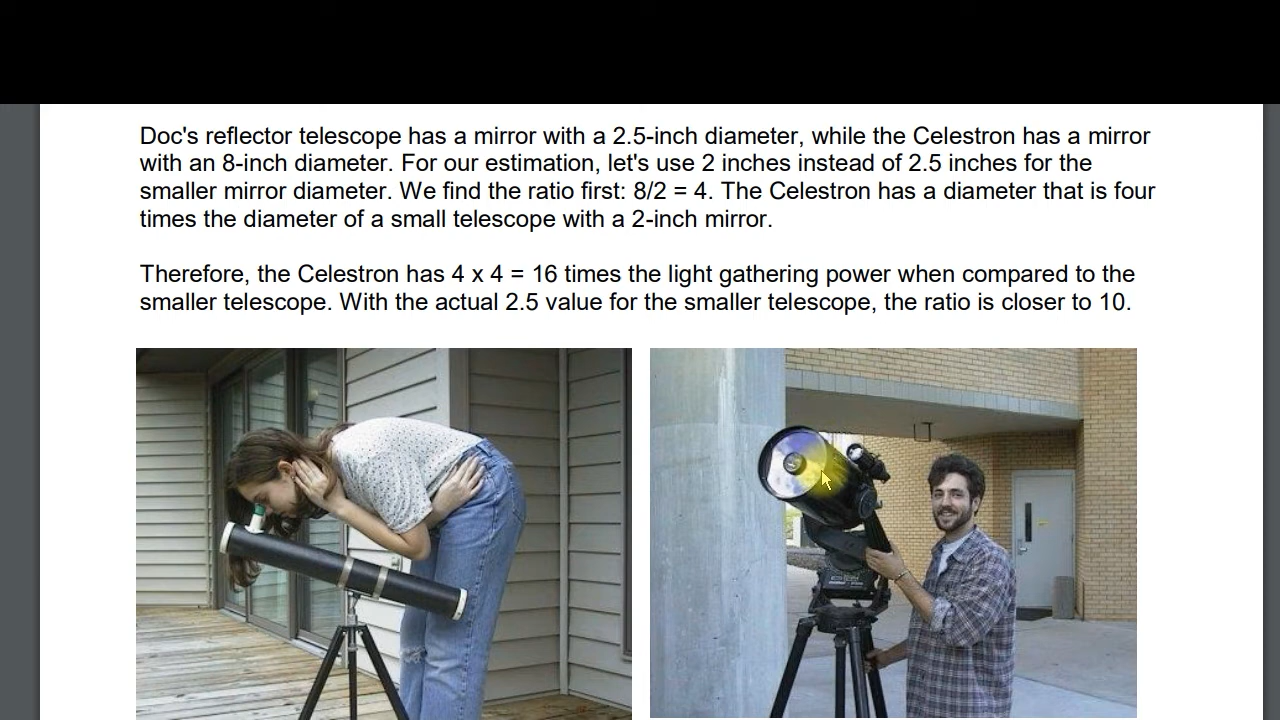 Doc's reflector telescope has a mirror with a 2.5-inch diameter, while the Celestron has a mirror
with an 8-inch diameter. For our estimation, let's use 2 inches instead of 2.5 inches for the
smaller mirror diameter. We find the ratio first: 8/2 = 4. The Celestron has a diameter that is four
times the diameter of a small telescope with a 2-inch mirror.
Therefore, the Celestron has 4 x 4 = 16 times the light gathering power when compared to the
smaller telescope. With the actual 2.5 value for the smaller telescope, the ratio is closer to 10.